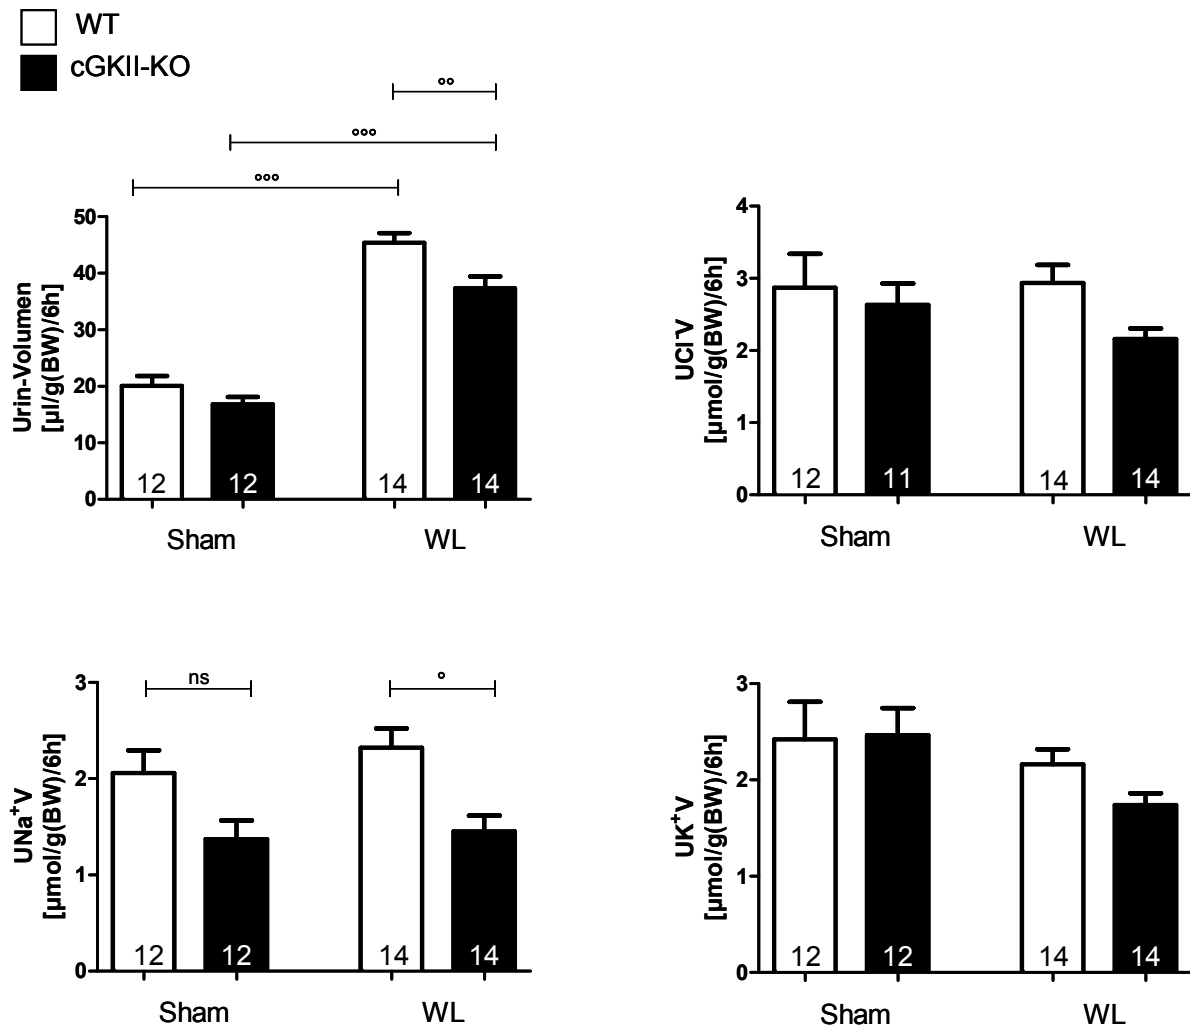 WT
cGKII-KO
°°
°°°
°°°
Urin-Volumen
[µl/g(BW)/6h]
50
40
30
20
10
0
12
12
14
14
Sham
WL
UCl⁻V
[µmol/g(BW)/6h]
4
3
2
1
0
12
11
14
14
Sham
WL
UNa⁺V
[µmol/g(BW)/6h]
3
2
1
0
ns
°
12
12
14
14
Sham
WL
UK⁺V
[µmol/g(BW)/6h]
3
2
1
0
12
12
14
14
Sham
WL